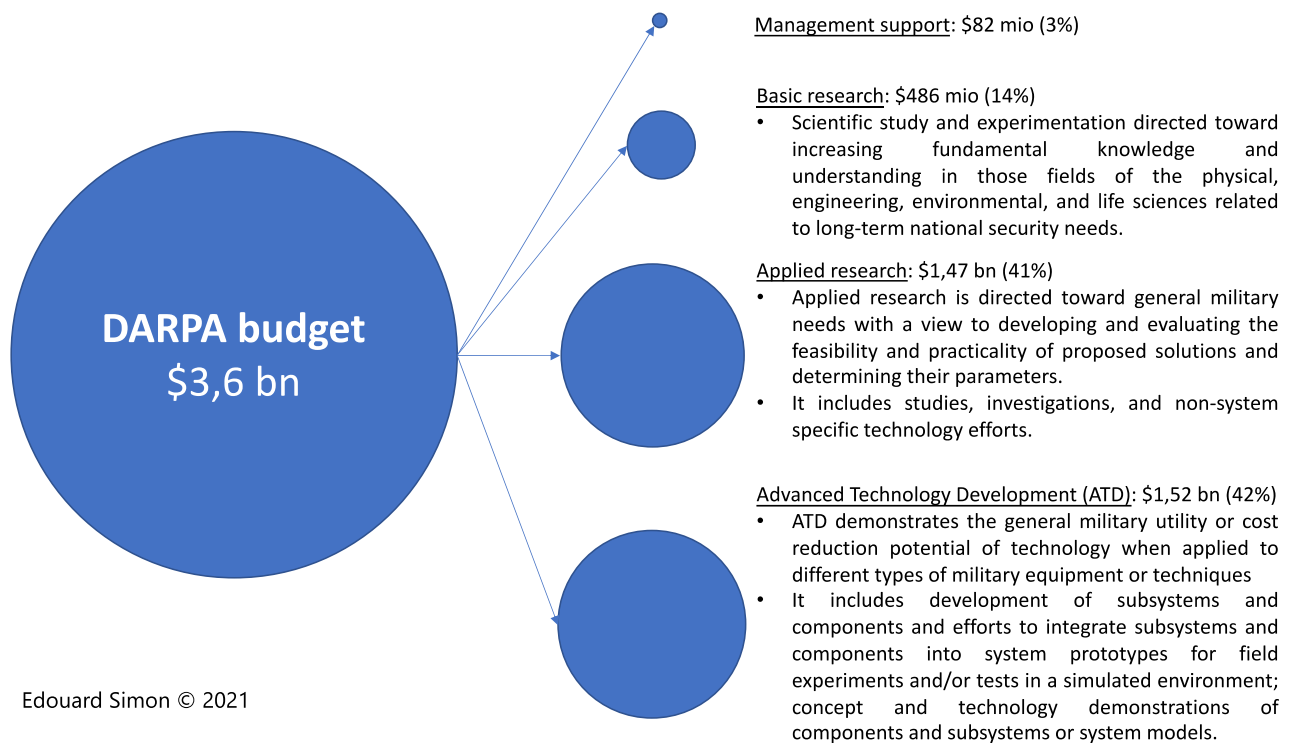 Management support: $82 mio (3%)
Basic research: $486 mio (14%)
• Scientific study and experimentation directed toward
increasing fundamental knowledge and
understanding in those fields of the physical,
engineering, environmental, and life sciences related
to long-term national security needs.
DARPA budget
$3,6 bn
Applied research: $1,47 bn (41%)
• Applied research is directed toward general military
needs with a view to developing and evaluating the
feasibility and practicality of proposed solutions and
determining their parameters.
• It includes studies, investigations, and non-system
specific technology efforts.
Advanced Technology Development (ATD): $1,52 bn (42%)
• ATD demonstrates the general military utility or cost
reduction potential of technology when applied to
different types of military equipment or techniques
• It includes development of subsystems and
components and efforts to integrate subsystems and
components into system prototypes for field
experiments and/or tests in a simulated environment;
concept and technology demonstrations of
components and subsystems or system models.
Edouard Simon © 2021